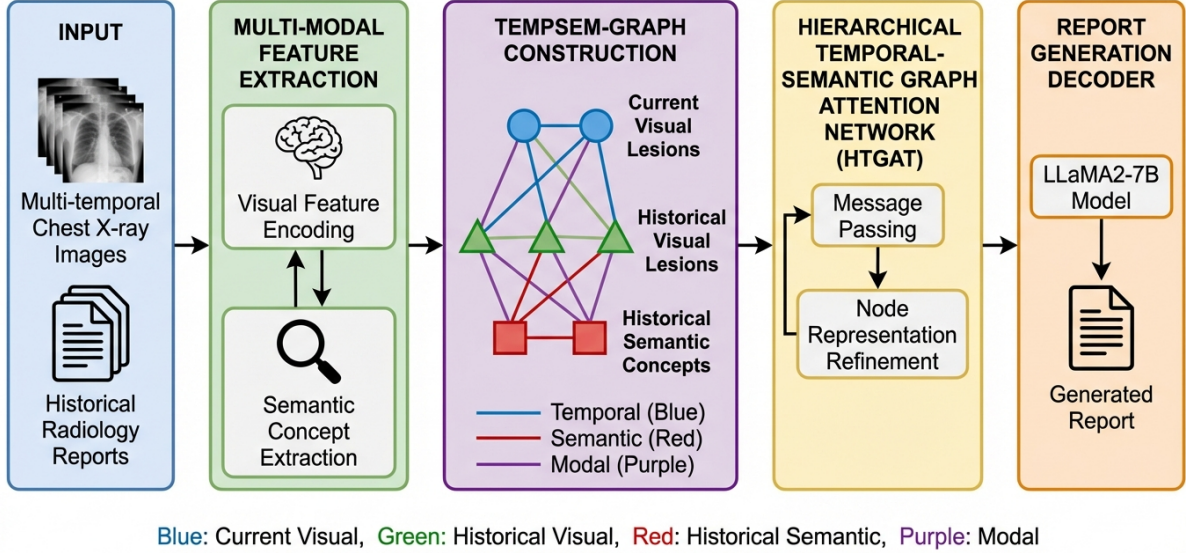 INPUT
Multi-temporal
Chest X-ray
Images
Historical
Radiology
Reports
MULTI-MODAL
FEATURE
EXTRACTION
Visual Feature
Encoding
Semantic
Concept
Extraction
TEMPSEM-GRAPH
CONSTRUCTION
Current
Visual
Lesions
Historical
Visual
Lesions
Historical
Semantic
Concepts
Temporal (Blue)
Semantic (Red)
Modal (Purple)
HIERARCHICAL
TEMPORAL-
SEMANTIC GRAPH
ATTENTION
NETWORK
(HTGAT)
Message
Passing
Node
Representation
Refinement
REPORT
GENERATION
DECODER
LLaMA2-7B
Model
Generated
Report
Blue: Current Visual, Green: Historical Visual, Red: Historical Semantic, Purple: Modal